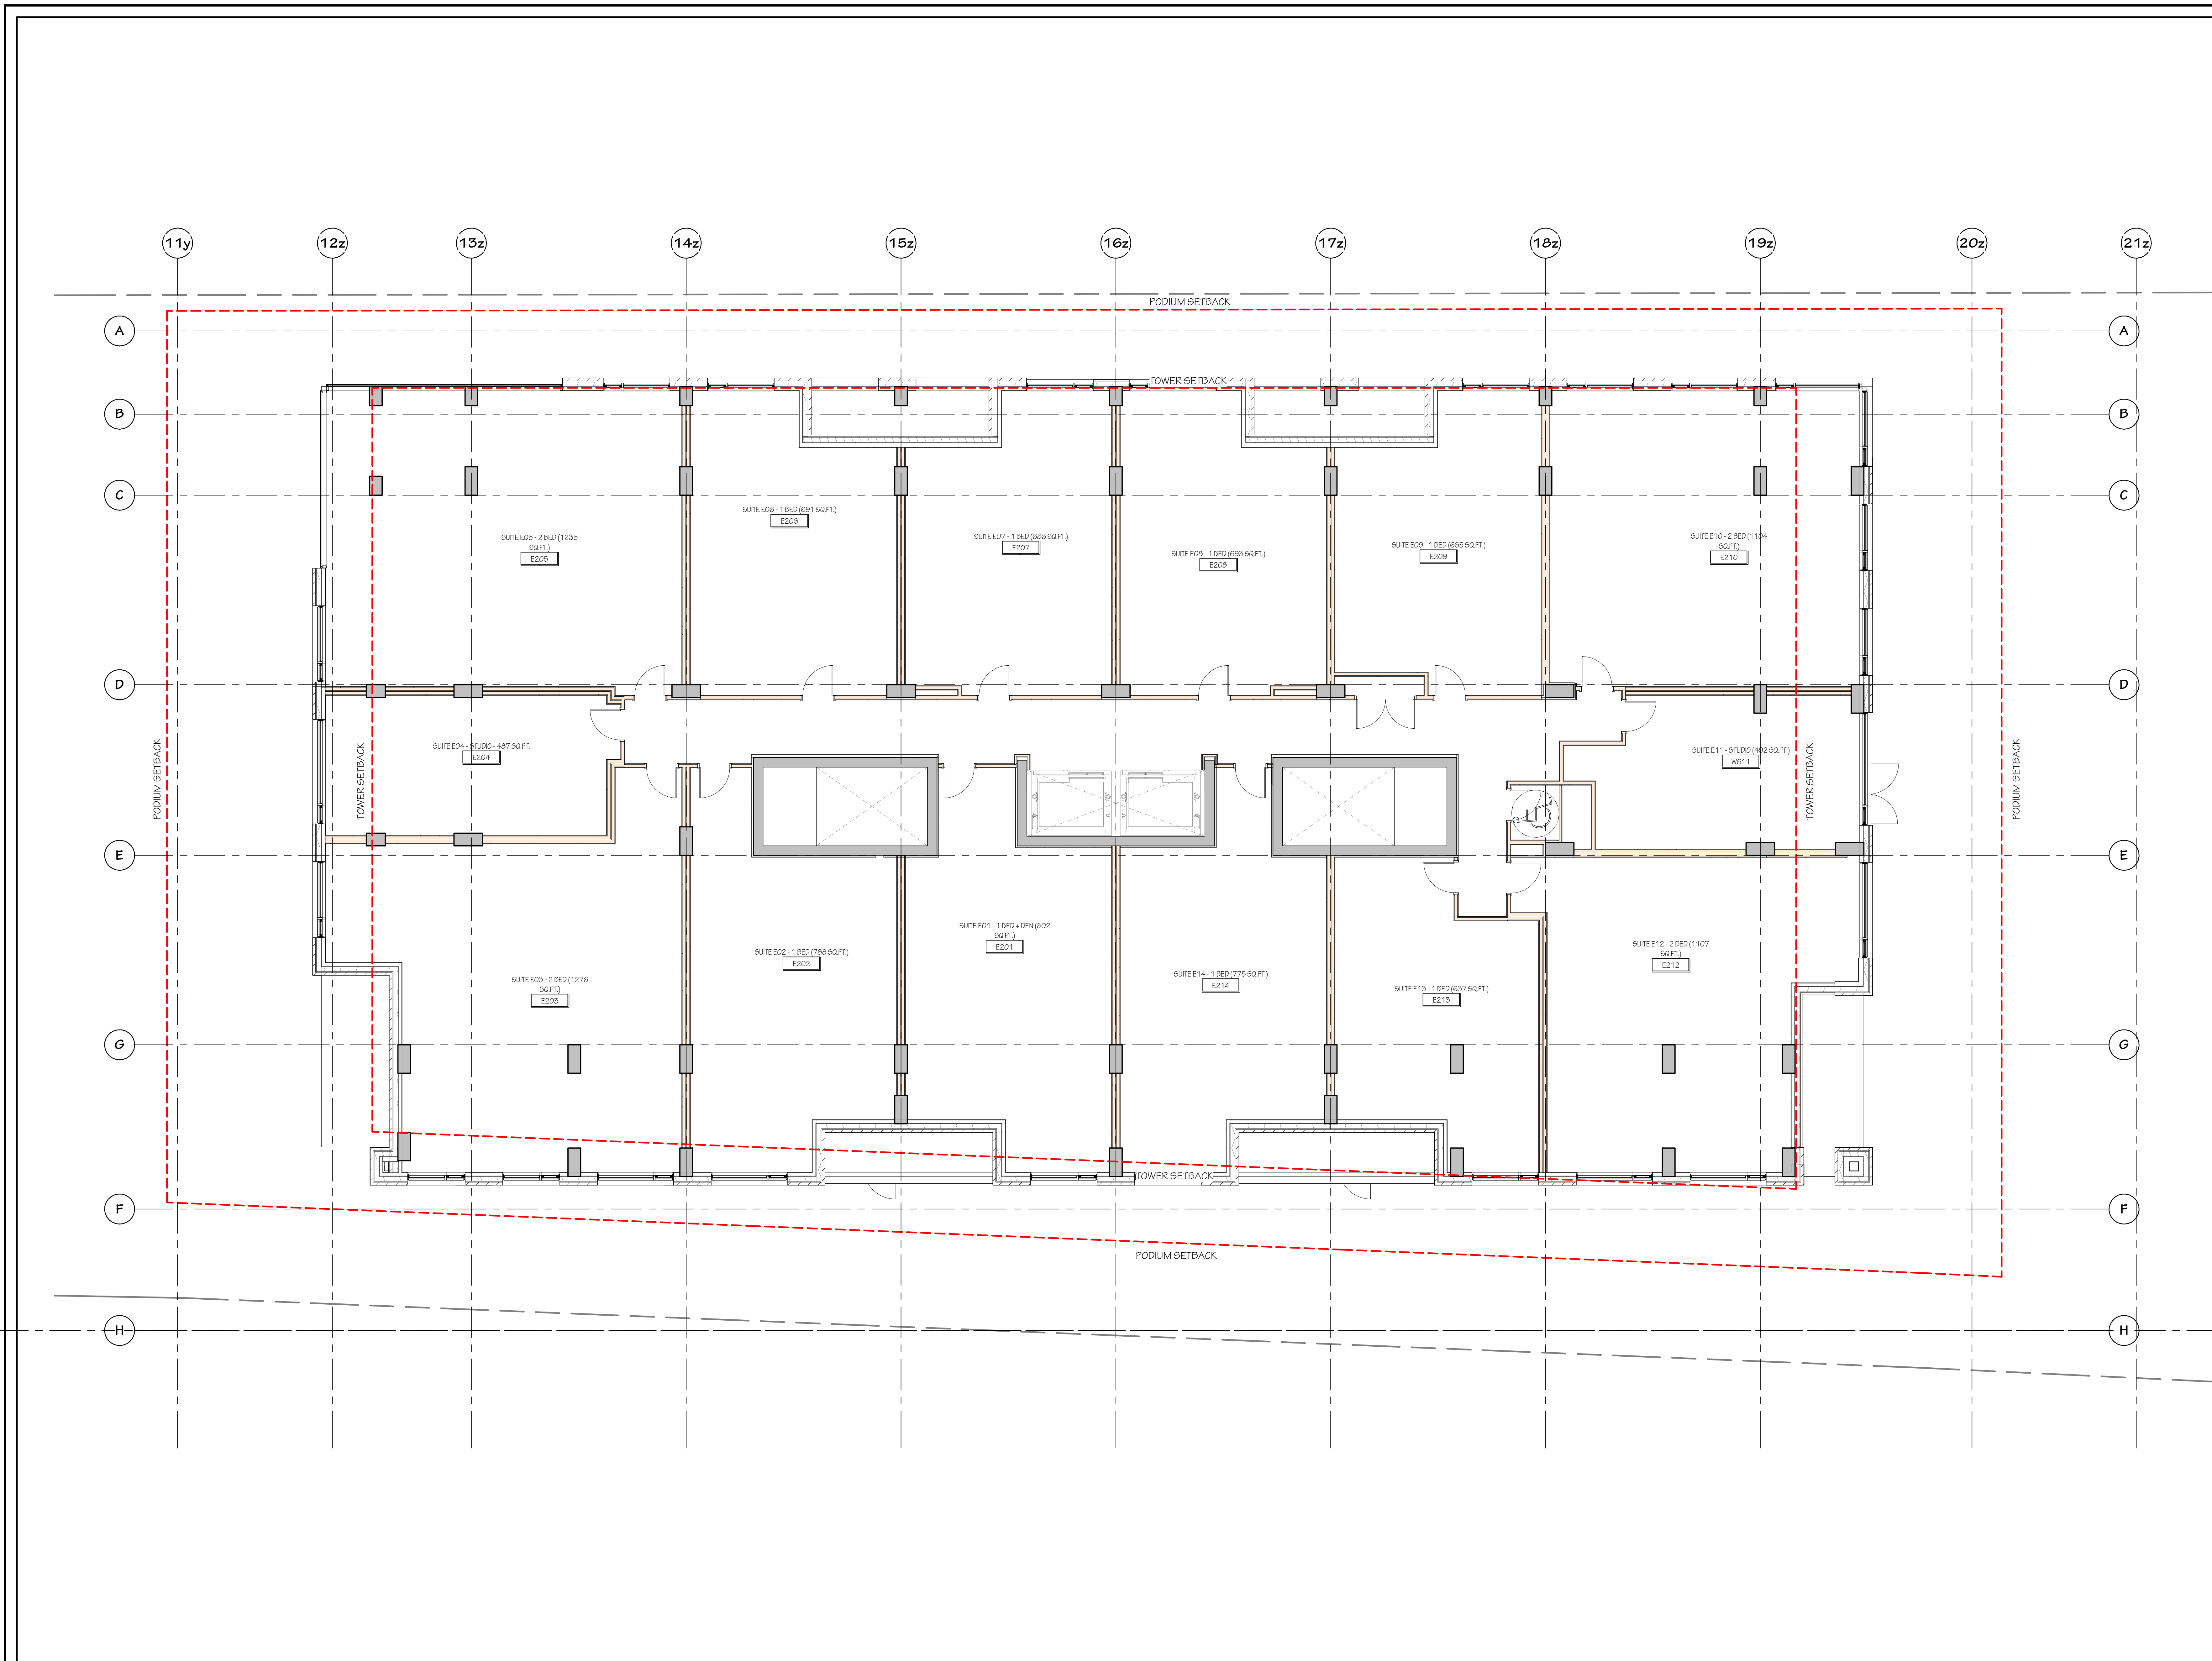 11y 12z 13z 14z 15z 16z 17z 18z 19z 20z 21z
PODIUM SETBACK
A A
TOWER SETBACK
B B
C C
SUITE E05 - 2 BED (1235
SQ.FT.)
E205
SUITE E06 - 1 BED (691 SQ.FT.)
E206
SUITE E07 - 1 BED (686 SQ.FT.)
E207
SUITE E08 - 1 BED (693 SQ.FT.)
E208
SUITE E09 - 1 BED (665 SQ.FT.)
E209
SUITE E10 - 2 BED (1104
SQ.FT.)
E210
D D
PODIUM SETBACK
TOWER SETBACK
SUITE E04 - STUDIO - 487 SQ.FT.
E204
SUITE E11 - STUDIO (492 SQ.FT.)
W611
TOWER SETBACK
PODIUM SETBACK
E E
SUITE E03 - 2 BED (1276
SQ.FT.)
E203
SUITE E02 - 1 BED (788 SQ.FT.)
E202
SUITE E01 - 1 BED + DEN (802
SQ.FT.)
E201
SUITE E14 - 1 BED (775 SQ.FT.)
E214
SUITE E13 - 1 BED (637 SQ.FT.)
E213
SUITE E12 - 2 BED (1107
SQ.FT.)
E212
G G
TOWER SETBACK
F F
PODIUM SETBACK
H H